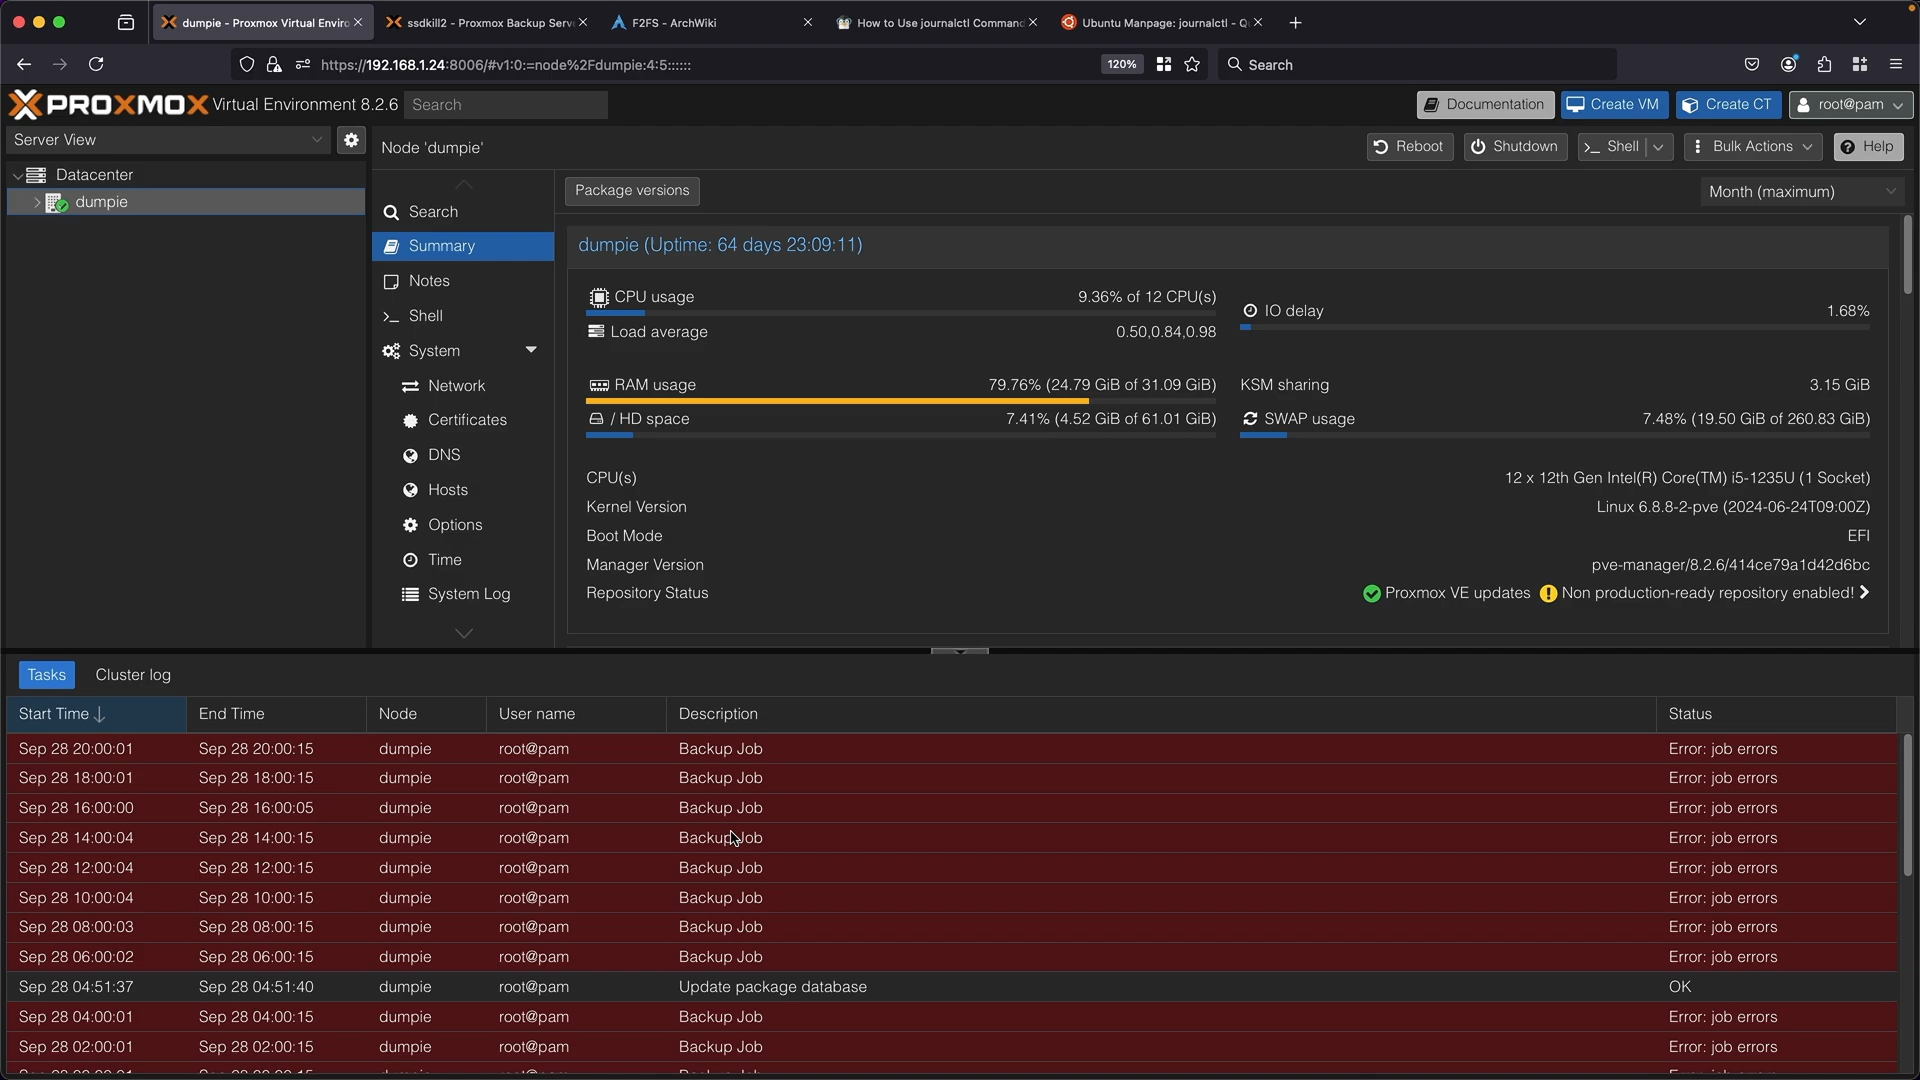 dumpie - Proxmox Virtual Enviro
ssdkill2 - Proxmox Backup Serv
F2FS - ArchWiki
How to Use journalctl Comman
Ubuntu Manpage: journalctl - Q
https://192.168.1.24:8006/#v1:0:=node%2Fdumpie:4:5::::::
120%
Search
PROXMOX Virtual Environment 8.2.6
Search
Documentation
Create VM
Create CT
root@pam
Server View
Node 'dumpie'
Reboot
Shutdown
Shell
Bulk Actions
Help
Datacenter
dumpie
Search
Summary
Notes
Shell
System
Network
Certificates
DNS
Hosts
Options
Time
System Log
Package versions
Month (maximum)
dumpie (Uptime: 64 days 23:09:11)
CPU usage 9.36% of 12 CPU(s)
IO delay 1.68%
Load average 0.50,0.84,0.98
RAM usage 79.76% (24.79 GiB of 31.09 GiB)
KSM sharing 3.15 GiB
/ HD space 7.41% (4.52 GiB of 61.01 GiB)
SWAP usage 7.48% (19.50 GiB of 260.83 GiB)
CPU(s) 12 x 12th Gen Intel(R) Core(TM) i5-1235U (1 Socket)
Kernel Version Linux 6.8.8-2-pve (2024-06-24T09:00Z)
Boot Mode EFI
Manager Version pve-manager/8.2.6/414ce79a1d42d6bc
Repository Status Proxmox VE updates Non production-ready repository enabled!
Tasks Cluster log
Start Time End Time Node User name Description Status
Sep 28 20:00:01 Sep 28 20:00:15 dumpie root@pam Backup Job Error: job errors
Sep 28 18:00:01 Sep 28 18:00:15 dumpie root@pam Backup Job Error: job errors
Sep 28 16:00:00 Sep 28 16:00:05 dumpie root@pam Backup Job Error: job errors
Sep 28 14:00:04 Sep 28 14:00:15 dumpie root@pam Backup Job Error: job errors
Sep 28 12:00:04 Sep 28 12:00:15 dumpie root@pam Backup Job Error: job errors
Sep 28 10:00:04 Sep 28 10:00:15 dumpie root@pam Backup Job Error: job errors
Sep 28 08:00:03 Sep 28 08:00:15 dumpie root@pam Backup Job Error: job errors
Sep 28 06:00:02 Sep 28 06:00:15 dumpie root@pam Backup Job Error: job errors
Sep 28 04:51:37 Sep 28 04:51:40 dumpie root@pam Update package database OK
Sep 28 04:00:01 Sep 28 04:00:15 dumpie root@pam Backup Job Error: job errors
Sep 28 02:00:01 Sep 28 02:00:15 dumpie root@pam Backup Job Error: job errors